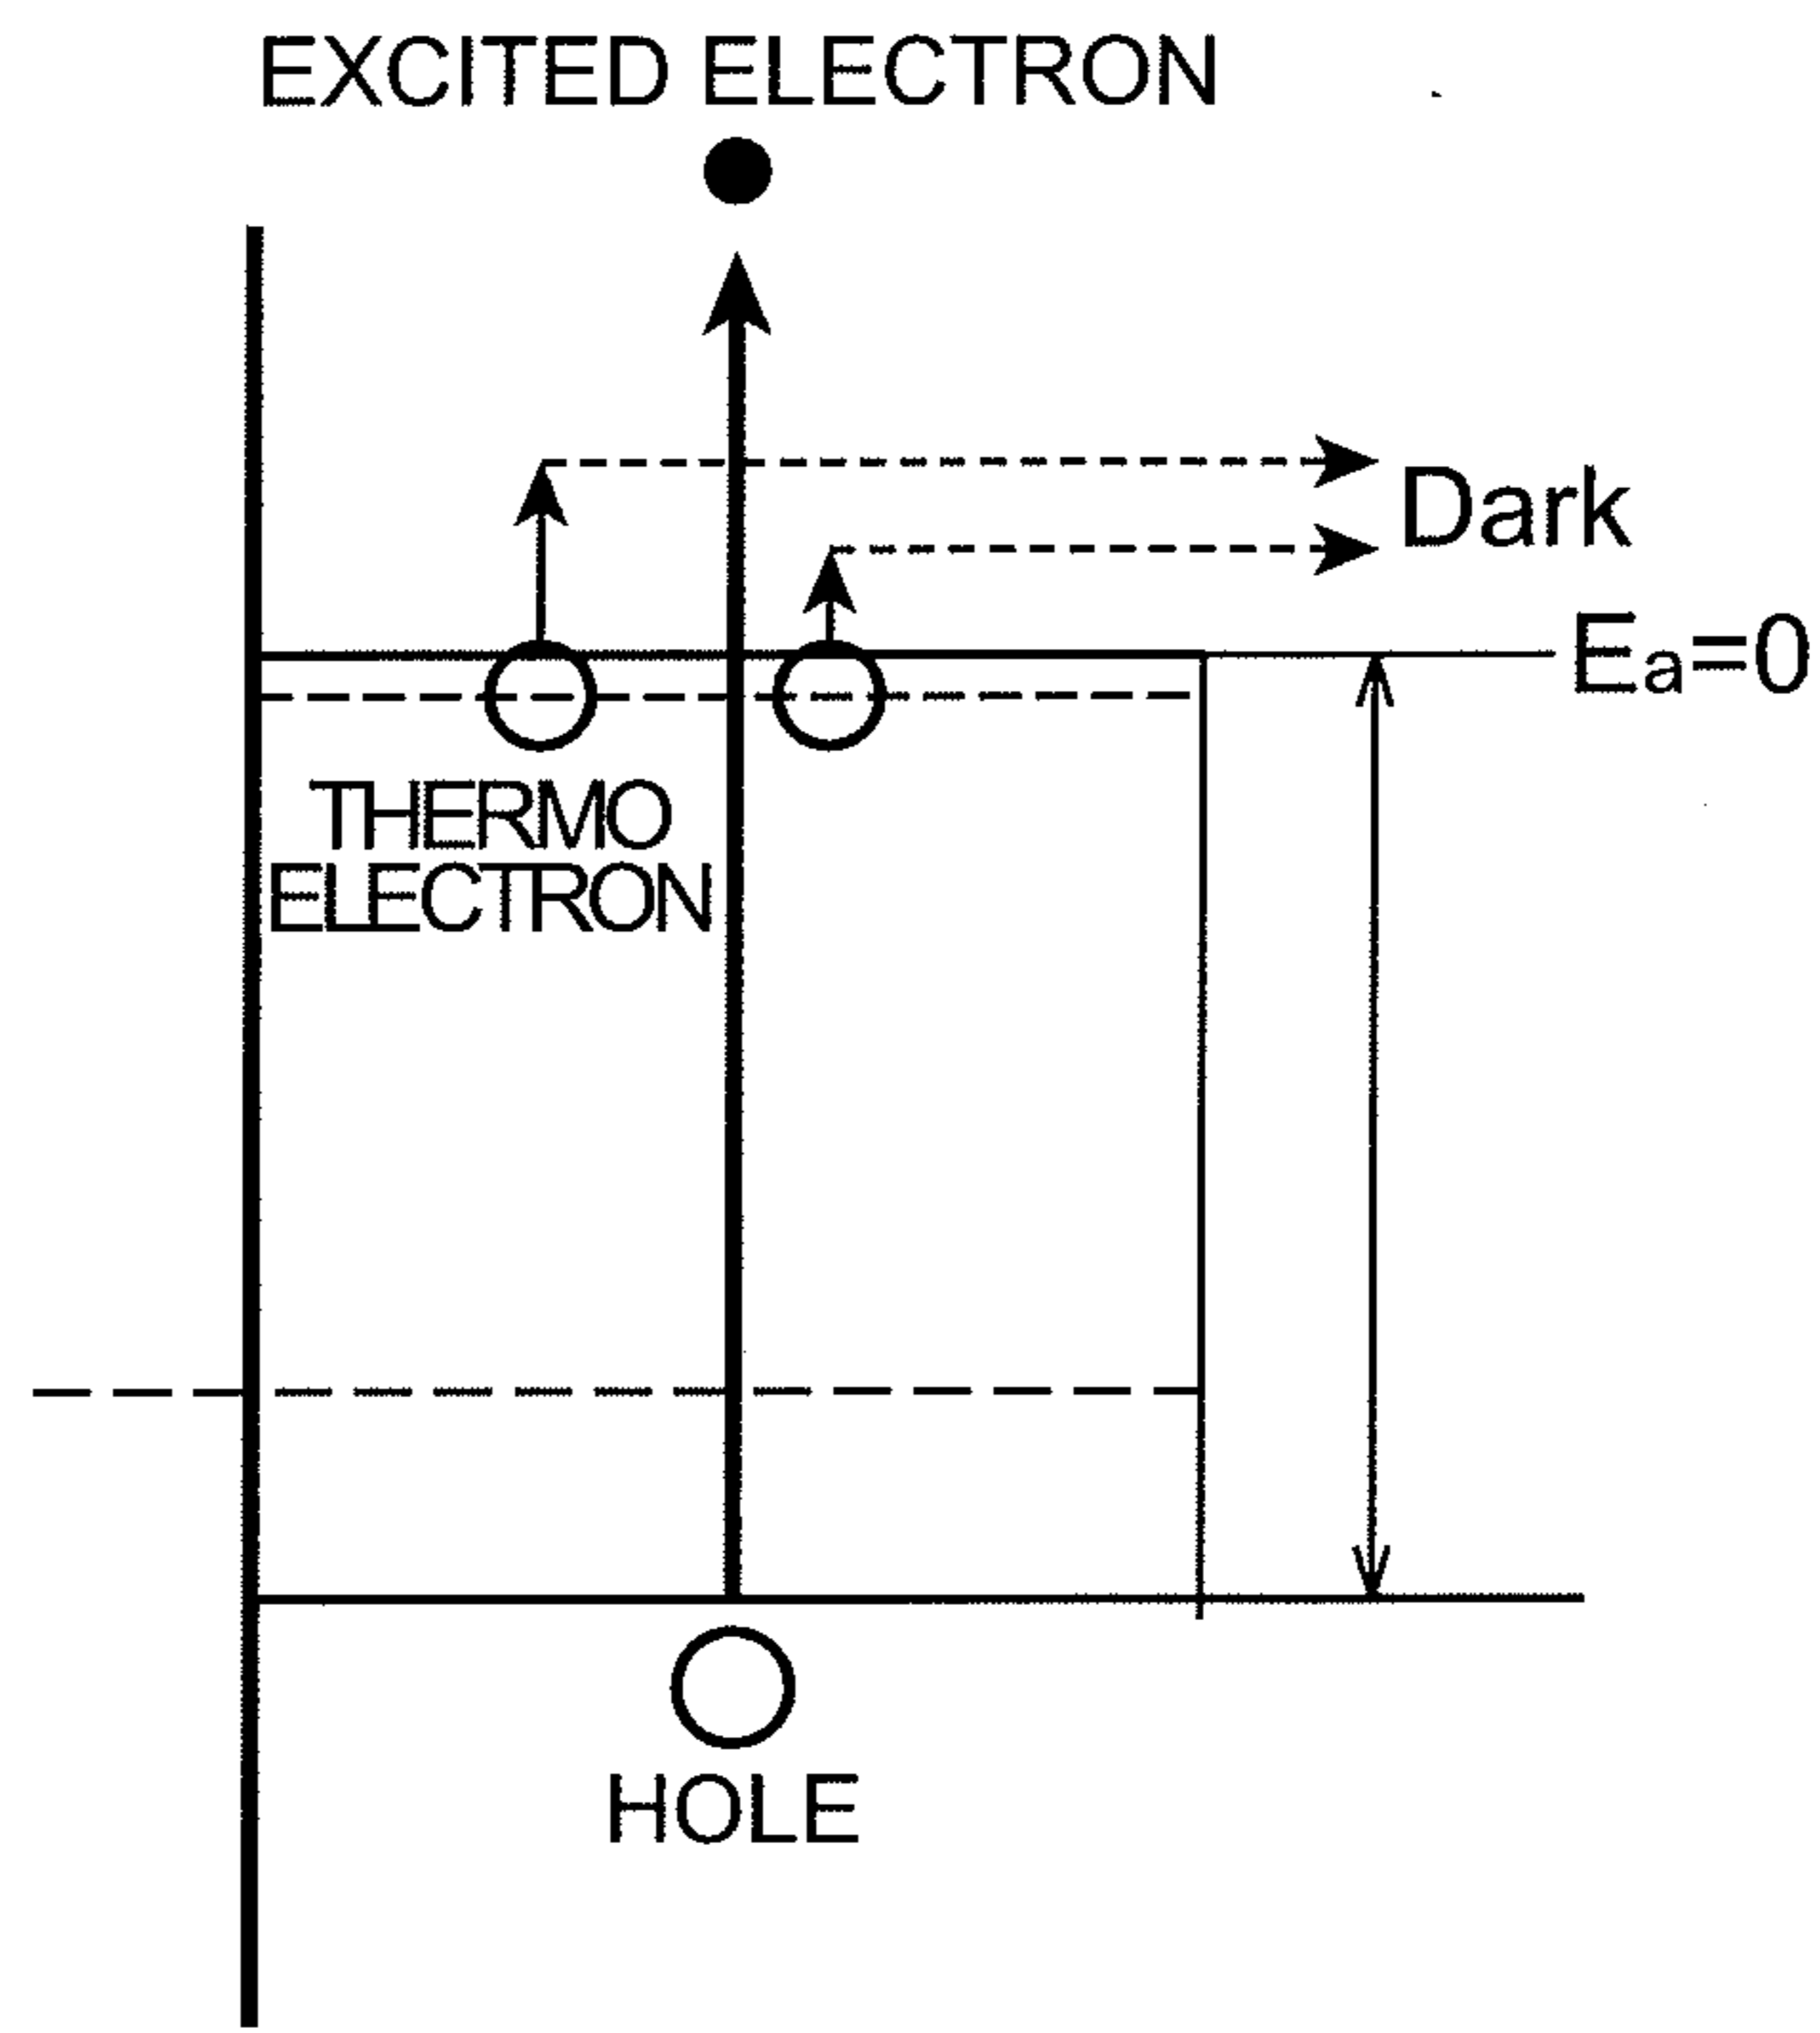 EXCITED ELECTRON
Dark
Ea=0
THERMO
ELECTRON
HOLE